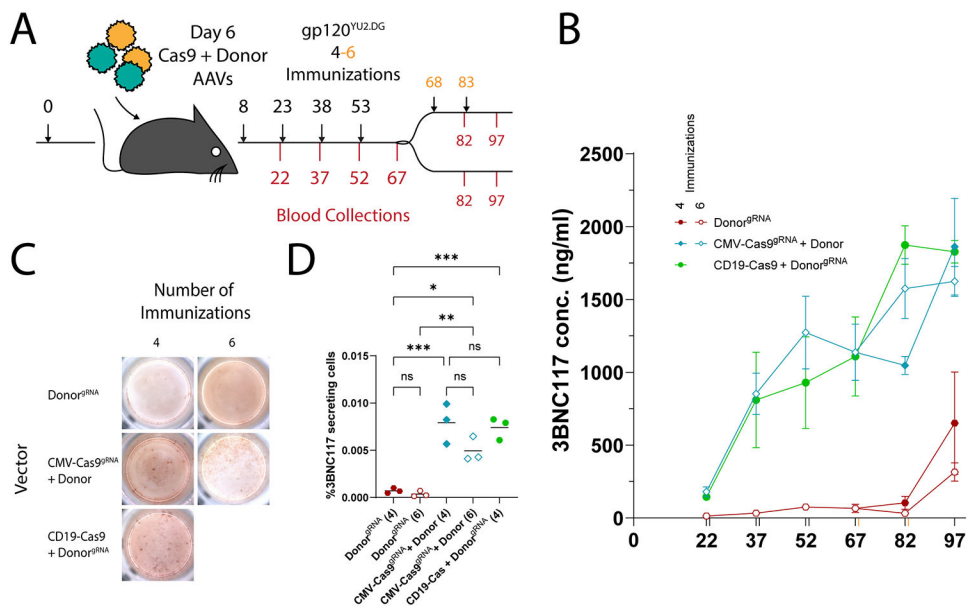 A
Day 6
Cas9 + Donor
AAVs
gp120YU2.DG
4-6
Immunizations
0
8
23
38
53
68
83
22
37
52
67
82
97
82
97
Blood Collections
B
2500
2000
1500
1000
500
0
3BNC117 conc. (ng/ml)
4 Immunizations 6
DonorgRNA
CMV-Cas9gRNA + Donor
CD19-Cas9 + DonorgRNA
0 22 37 52 67 82 97
C
Number of
Immunizations
4 6
Vector
DonorgRNA
CMV-Cas9gRNA
+ Donor
CD19-Cas9
+ DonorgRNA
D
***
*
**
*** ns
ns ns
0.015
0.010
0.005
0.000
%3BNC117 secreting cells
DonorgRNA (4)
DonorgRNA (6)
CMV-Cas9gRNA + Donor (4)
CMV-Cas9gRNA + Donor (6)
CD19-Cas + DonorgRNA (4)